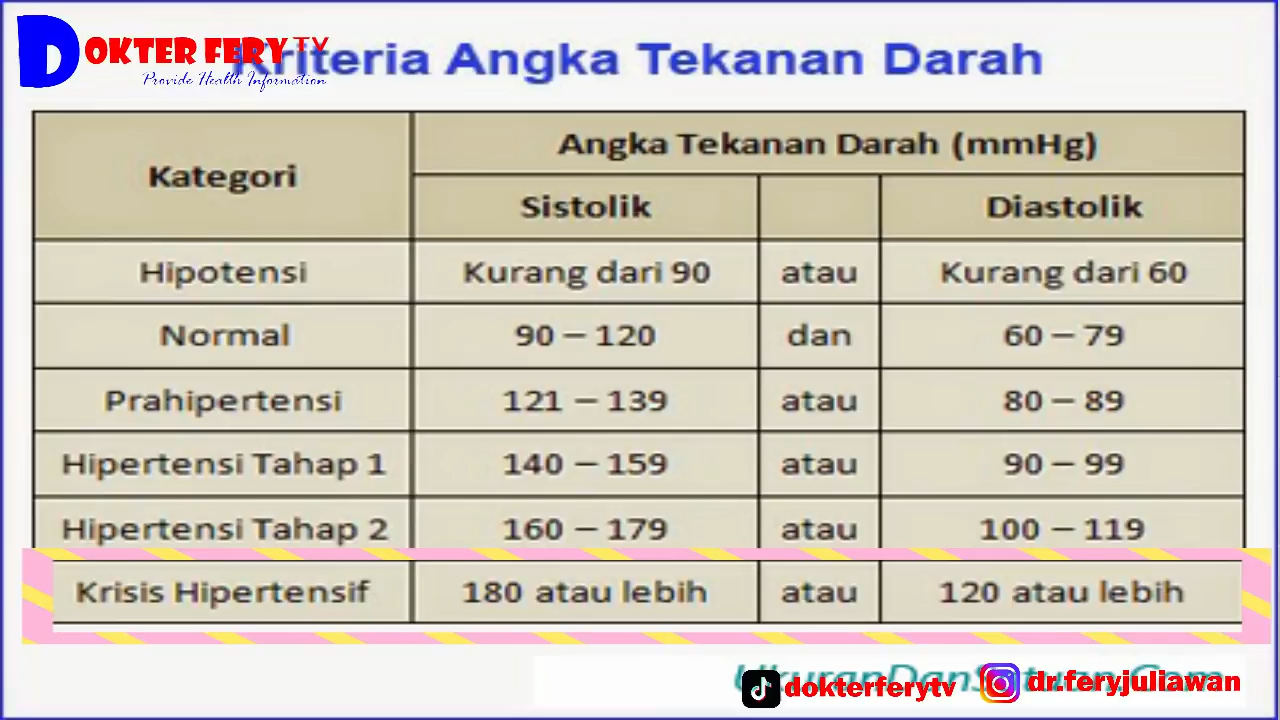 DOKTER FERY TV
Provide Health Information
Kriteria Angka Tekanan Darah
Kategori
Angka Tekanan Darah (mmHg)
Sistolik Diastolik
Hipotensi Kurang dari 90 atau Kurang dari 60
Normal 90 – 120 dan 60 – 79
Prahipertensi 121 – 139 atau 80 – 89
Hipertensi Tahap 1 140 – 159 atau 90 – 99
Hipertensi Tahap 2 160 – 179 atau 100 – 119
Krisis Hipertensif 180 atau lebih atau 120 atau lebih
UkuranDanSatuan.Com
dokterferytv dr.feryjuliawan